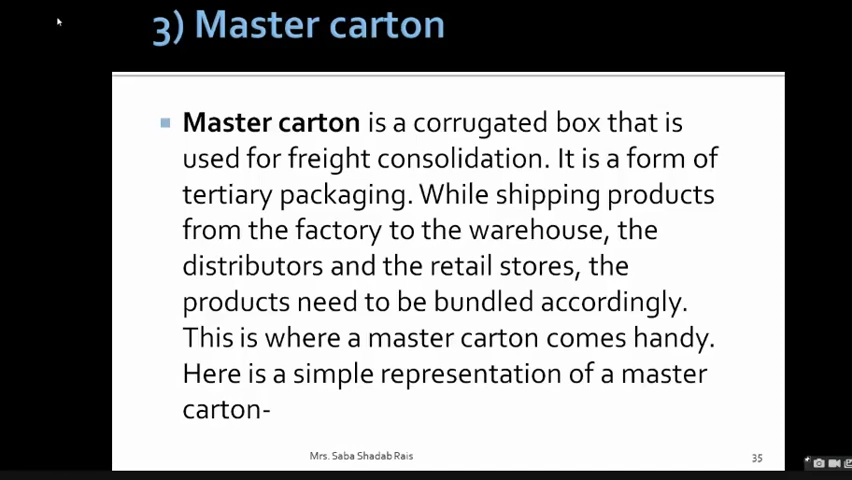 3) Master carton
Master carton is a corrugated box that is
used for freight consolidation. It is a form of
tertiary packaging. While shipping products
from the factory to the warehouse, the
distributors and the retail stores, the
products need to be bundled accordingly.
This is where a master carton comes handy.
Here is a simple representation of a master
carton-
Mrs. Saba Shadab Rais
35